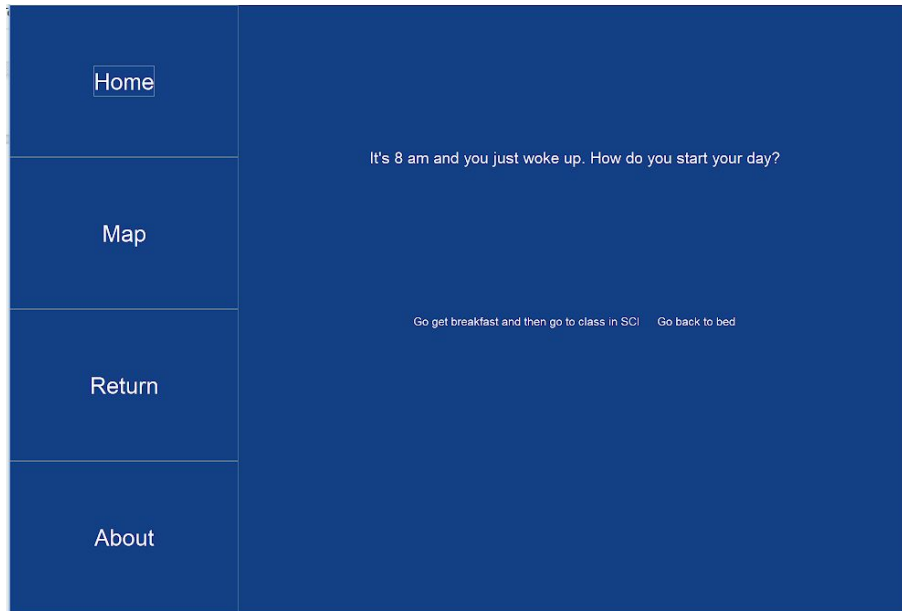 Home
Map
Return
About
It's 8 am and you just woke up. How do you start your day?
Go get breakfast and then go to class in SCI Go back to bed